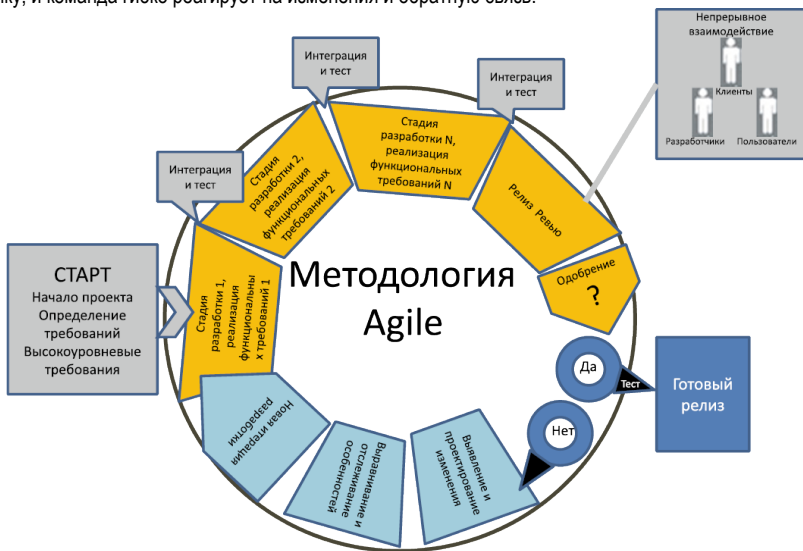 и команда гибко реагирует на изменения и обратную связь.
Непрерывное
взаимодействие
Клиенты
Разработчики
Пользователи
Интеграция
и тест
Интеграция
и тест
Интеграция
и тест
Стадия
разработки N,
реализация
функциональных
требований N
Стадия
разработки 2,
реализация
функциональных
требований 2
Релиз Ревью
Одобрение
?
СТАРТ
Начало проекта
Определение
требований
Высокоуровневые
требования
Стадия
разработки 1,
реализация
функциональны
х требований 1
Методология
Agile
Да
Тест
Готовый
релиз
Нет
Выявление и
проектирование
изменения
Выравнивание и
отслеживание
особенностей
Новая итерация
разработки